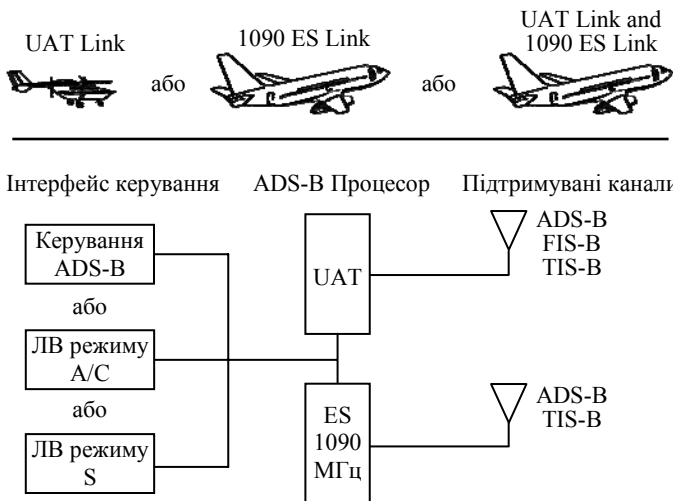 UAT Link
або
1090 ES Link
або
UAT Link and
1090 ES Link
Інтерфейс керування
ADS-B Процесор
Підтримувані канали
Керування
ADS-B
або
ЛВ режиму
A/C
або
ЛВ режиму
S
UAT
ES
1090
МГц
ADS-B
FIS-B
TIS-B
ADS-B
TIS-B